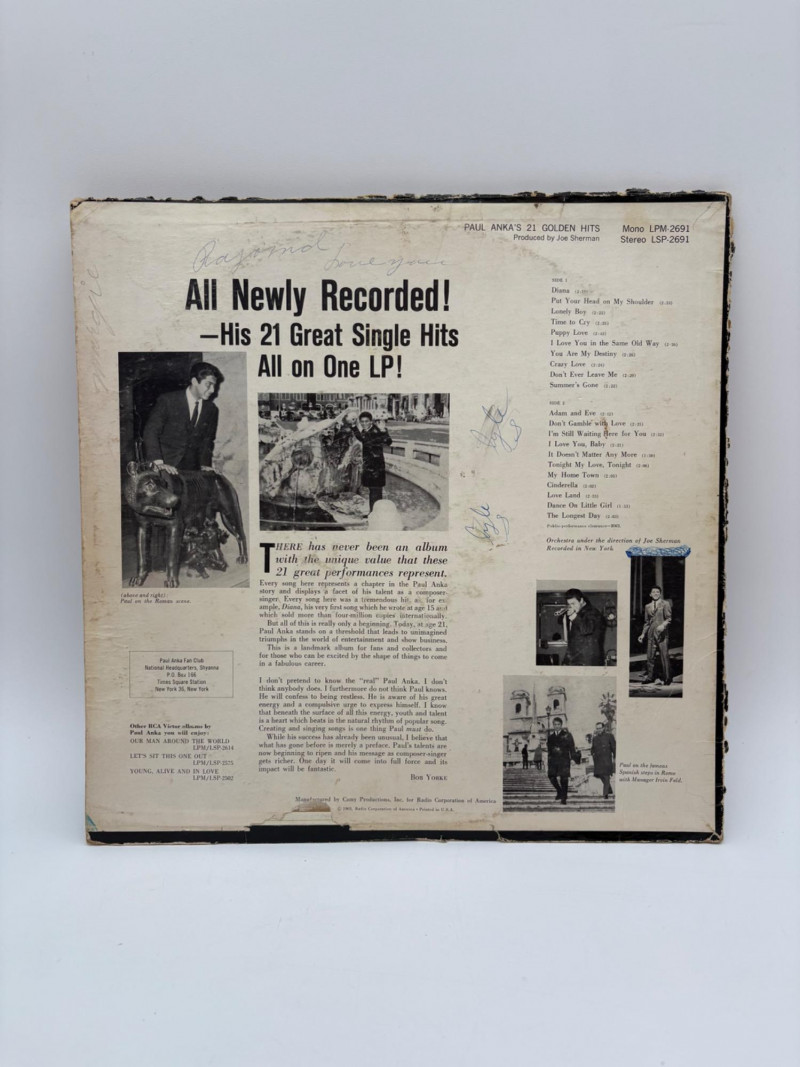 PAUL ANKA'S 21 GOLDEN HITS Mono LPM-2691
Produced by Joe Sherman Stereo LSP-2691
Raymond Love you
All Newly Recorded!
—His 21 Great Single Hits
All on One LP!
SIDE 1
Diana
Put Your Head on My Shoulder
Lonely Boy
Time to Cry
Puppy Love
I Love You in the Same Old Way
You Are My Destiny
Crazy Love
Don't Ever Leave Me
Summer's Gone
SIDE 2
Adam and Eve
Don't Gamble with Love
I'm Still Waiting Here for You
I Love You, Baby
It Doesn't Matter Any More
Tonight My Love, Tonight
My Home Town
Cinderella
Love Land
Dance On Little Girl
The Longest Day
Public performance clearance—BMI.
Orchestra under the direction of Joe Sherman
Recorded in New York
(above and right)
Paul on the Roman scene.
THERE has never been an album
with the unique value that these
21 great performances represent.
Every song here represents a chapter in the Paul Anka
story and displays a facet of his talent as a composer-
singer. Every song here was a tremendous hit, as, for ex-
ample, Diana, his very first song which he wrote at age 15 and
which sold more than four-million copies internationally.
But all of this is really only a beginning. Today, at age 21,
Paul Anka stands on a threshold that leads to unimagined
triumphs in the world of entertainment and show business.
This is a landmark album for fans and collectors and
for those who can be excited by the shape of things to come
in a fabulous career.
I don't pretend to know the "real" Paul Anka. I don't
think anybody does. I furthermore do not think Paul knows.
He will confess to being restless. He is aware of his great
energy and a compulsive urge to express himself. I know
that beneath the surface of all this energy, youth and talent
is a heart which beats in the natural rhythm of popular song.
Creating and singing songs is one thing Paul must do.
While his success has already been unusual, I believe that
what has gone before is merely a preface. Paul's talents are
now beginning to ripen and his message as composer-singer
gets richer. One day it will come into full force and its
impact will be fantastic.
BOB YORKE
Paul Anka Fan Club
National Headquarters, Shyanna
P.O. Box 166
Times Square Station
New York 36, New York
Other RCA Victor albums by
Paul Anka you will enjoy:
OUR MAN AROUND THE WORLD
LPM/LSP-2614
LET'S SIT THIS ONE OUT
LPM/LSP-2575
YOUNG, ALIVE AND IN LOVE
LPM/LSP-2502
Paul on the famous
Spanish steps in Rome
with Manager Irvin Feld.
Manufactured by Camy Productions, Inc. for Radio Corporation of America
© 1963, Radio Corporation of America • Printed in U.S.A.